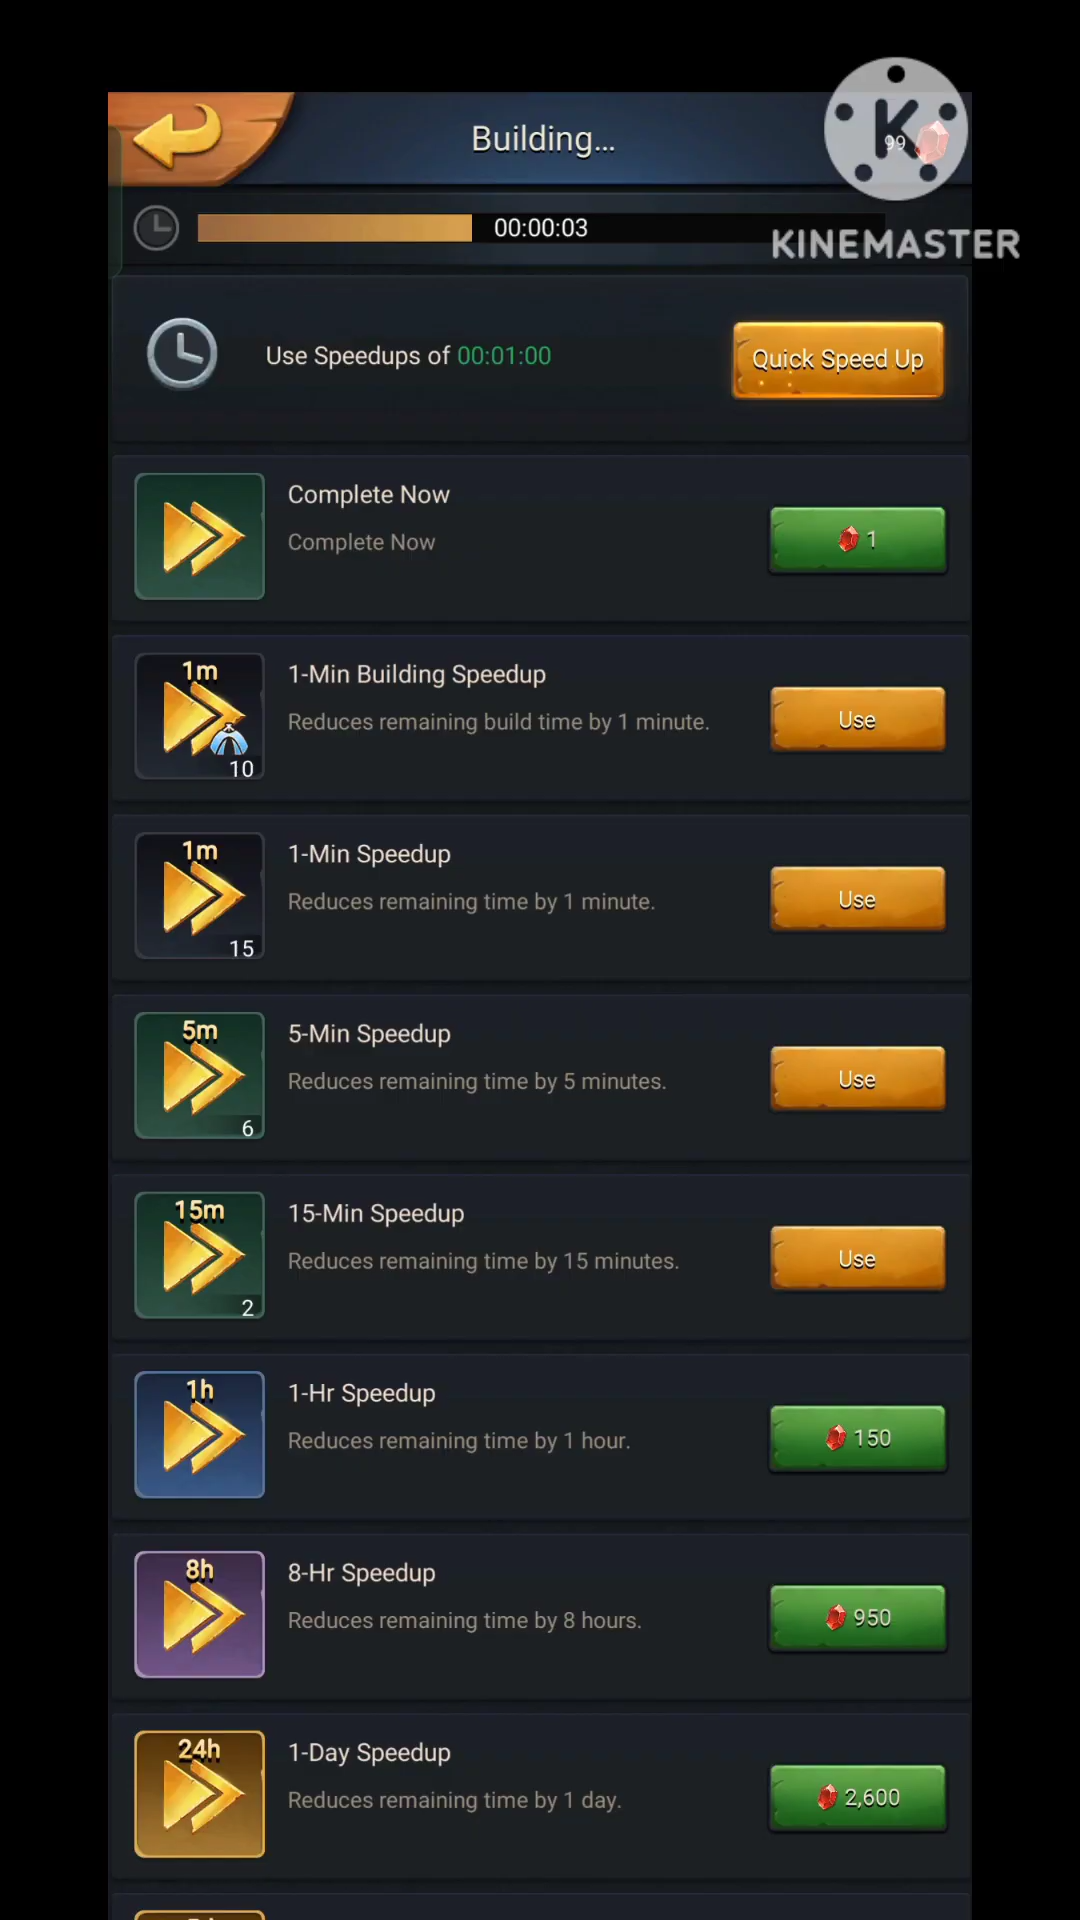 Building...
99
K
KINEMASTER
00:00:03
Use Speedups of 00:01:00
Quick Speed Up
Complete Now
Complete Now
1
1m
10
1-Min Building Speedup
Reduces remaining build time by 1 minute.
Use
1m
15
1-Min Speedup
Reduces remaining time by 1 minute.
Use
5m
6
5-Min Speedup
Reduces remaining time by 5 minutes.
Use
15m
2
15-Min Speedup
Reduces remaining time by 15 minutes.
Use
1h
1-Hr Speedup
Reduces remaining time by 1 hour.
150
8h
8-Hr Speedup
Reduces remaining time by 8 hours.
950
24h
1-Day Speedup
Reduces remaining time by 1 day.
2,600